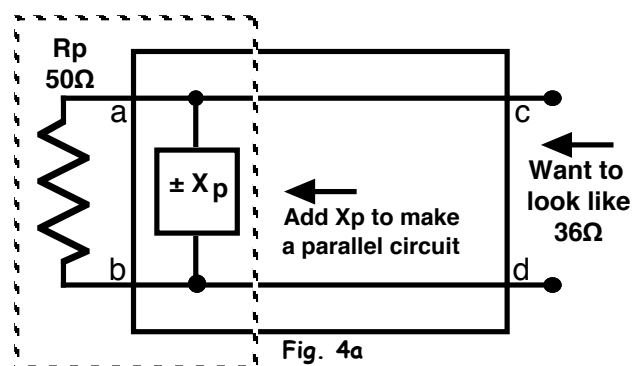 Rp
50Ω
a
c
± Xp
Want to
look like
36Ω
Add Xp to make
a parallel circuit
b
d
Fig. 4a